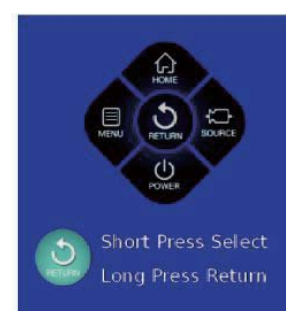 HOME
MENU
RETURN
SOURCE
POWER
RETURN
Short Press Select
Long Press Return